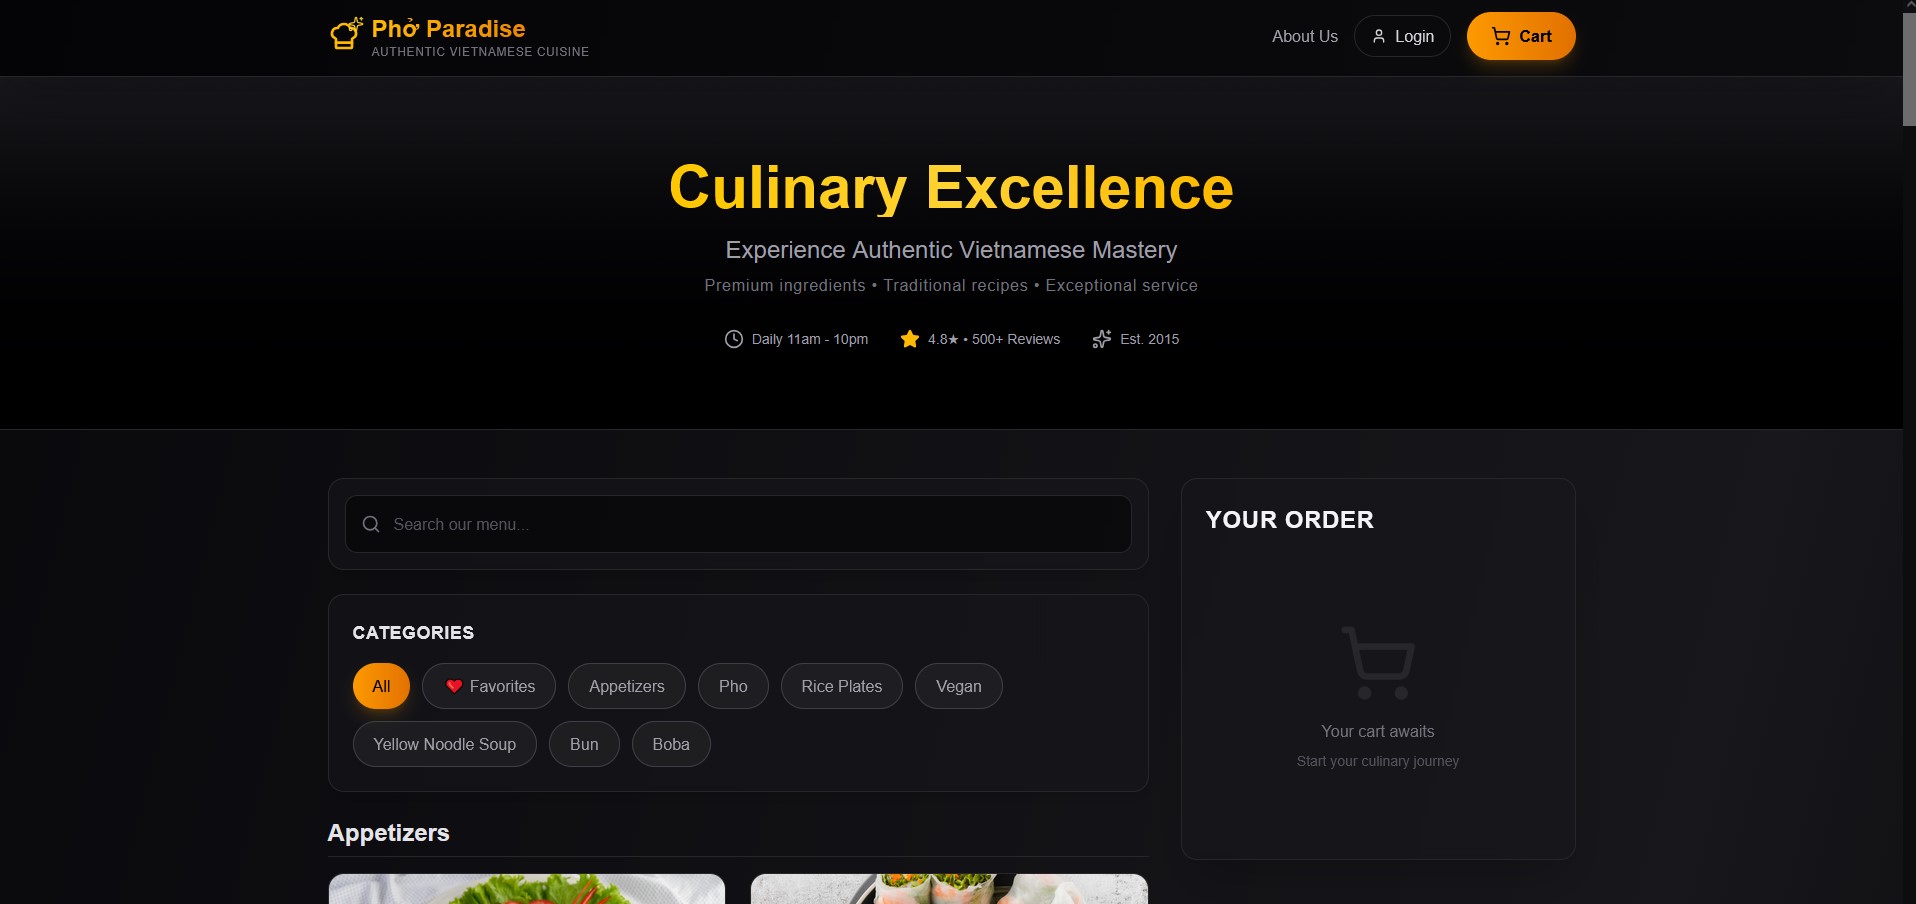 Phở Paradise
AUTHENTIC VIETNAMESE CUISINE
About Us
Login
Cart
Culinary Excellence
Experience Authentic Vietnamese Mastery
Premium ingredients • Traditional recipes • Exceptional service
Daily 11am - 10pm
4.8★ • 500+ Reviews
Est. 2015
Search our menu...
CATEGORIES
All
Favorites
Appetizers
Pho
Rice Plates
Vegan
Yellow Noodle Soup
Bun
Boba
Appetizers
YOUR ORDER
Your cart awaits
Start your culinary journey